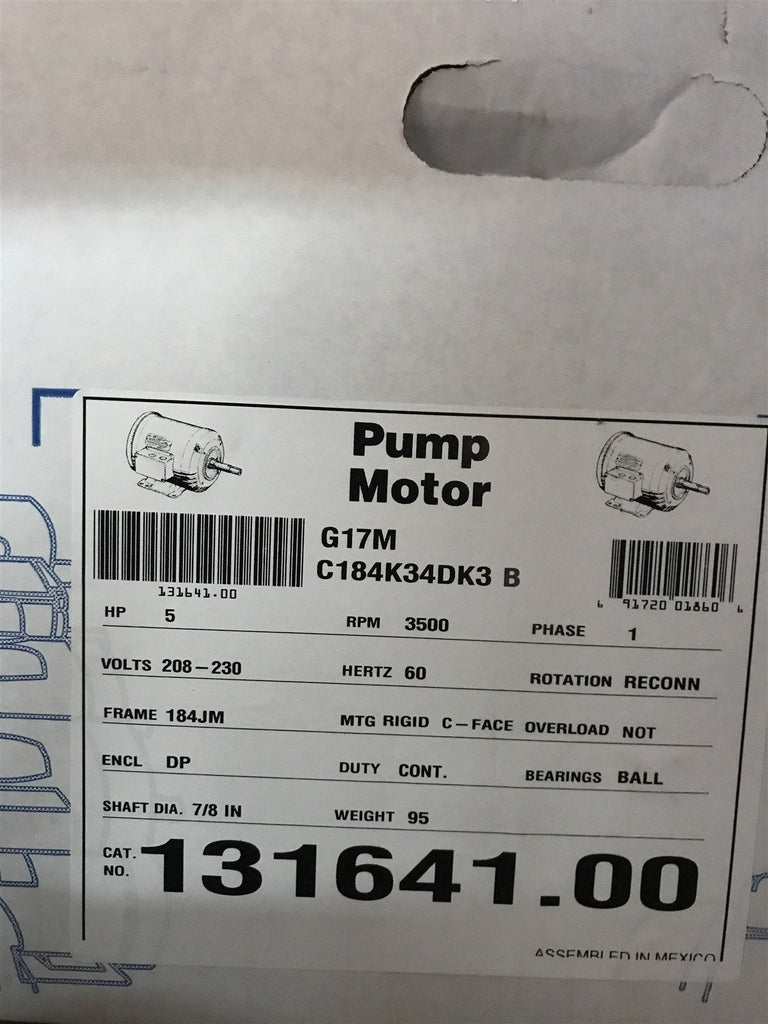 Pump
Motor
G17M
C184K34DK3 B
131641.00
6 91720 01860 6
HP 5 RPM 3500 PHASE 1
VOLTS 208-230 HERTZ 60 ROTATION RECONN
FRAME 184JM MTG RIGID C-FACE OVERLOAD NOT
ENCL DP DUTY CONT. BEARINGS BALL
SHAFT DIA. 7/8 IN WEIGHT 95
CAT. NO. 131641.00
ASSEMBLED IN MEXICO